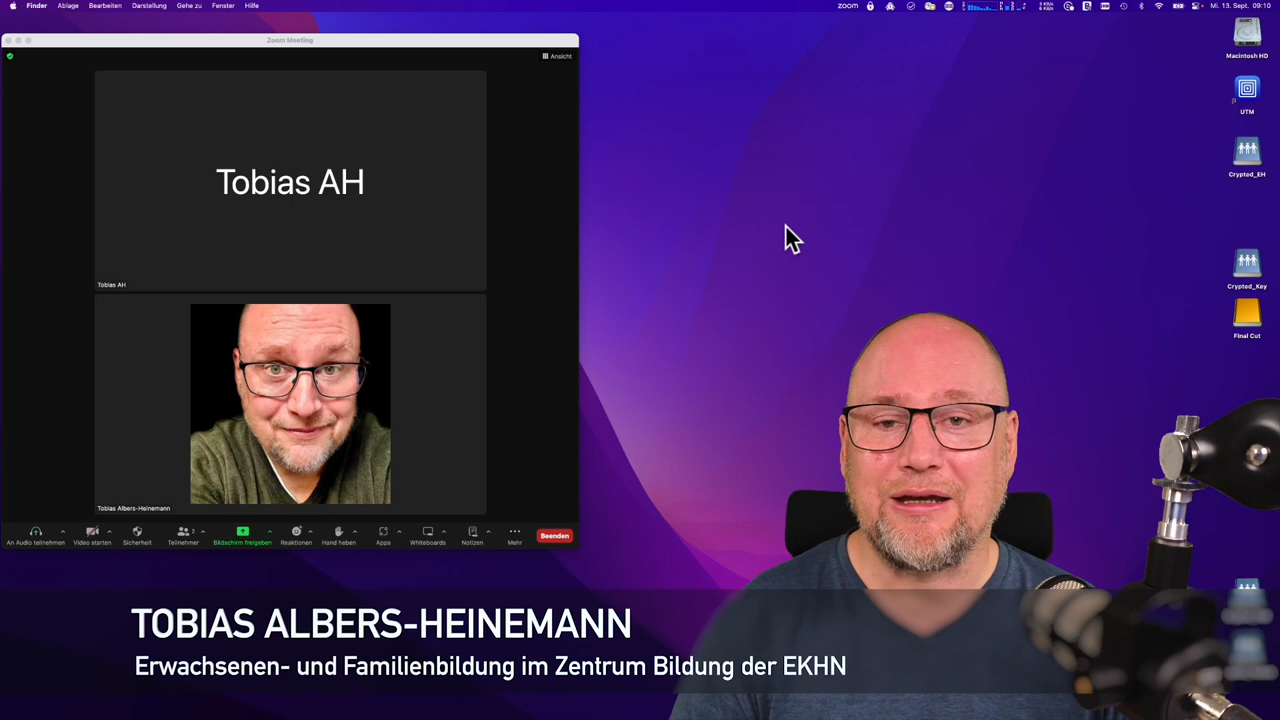 Finder Ablage Bearbeiten Darstellung Gehe zu Fenster Hilfe
zoom
Mi. 13. Sept. 09:10
Zoom Meeting
Ansicht
Tobias AH
Tobias AH
Tobias Albers-Heinemann
An Audio teilnehmen Video starten Sicherheit Teilnehmer Bildschirm freigeben Reaktionen Hand heben Apps Whiteboards Notizen Mehr
Beenden
Macintosh HD
UTM
Crypted_EH
Crypted_Key
FInal Cut
TOBIAS ALBERS-HEINEMANN
Erwachsenen- und Familienbildung im Zentrum Bildung der EKHN